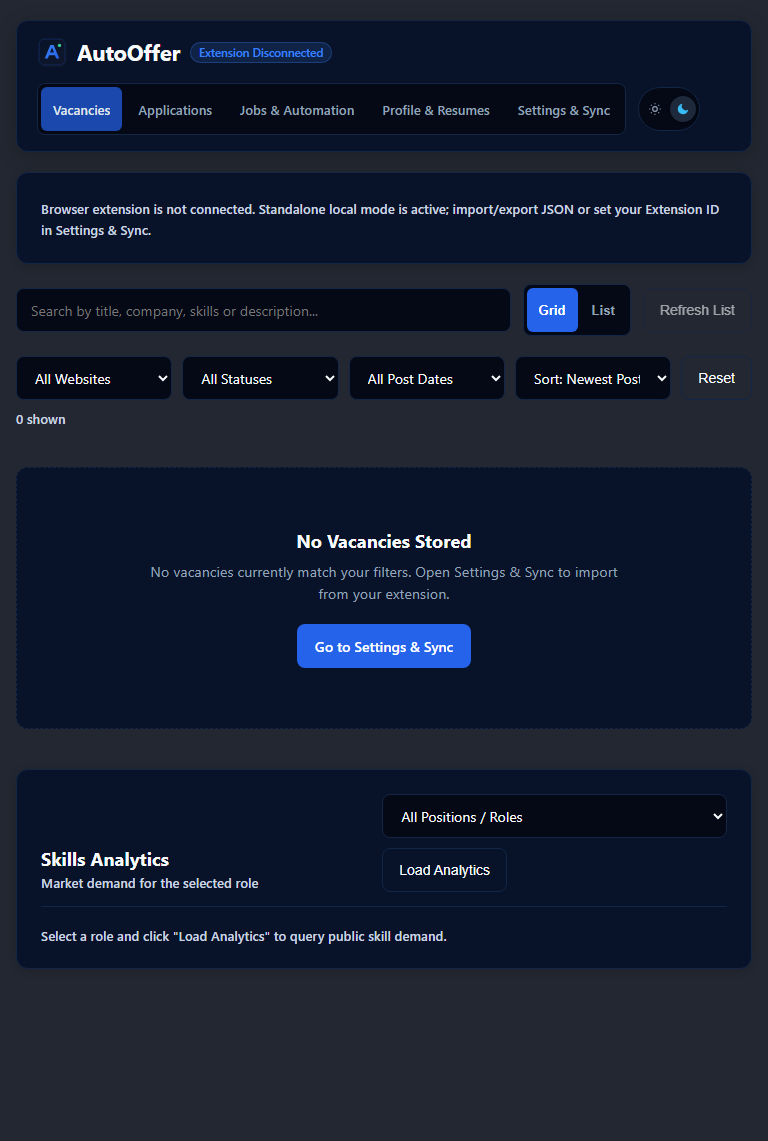 AutoOffer
Extension Disconnected
Vacancies
Applications
Jobs & Automation
Profile & Resumes
Settings & Sync
Browser extension is not connected. Standalone local mode is active; import/export JSON or set your Extension ID
in Settings & Sync.
Search by title, company, skills or description...
Grid
List
Refresh List
All Websites
All Statuses
All Post Dates
Sort: Newest Post
Reset
0 shown
No Vacancies Stored
No vacancies currently match your filters. Open Settings & Sync to import
from your extension.
Go to Settings & Sync
All Positions / Roles
Skills Analytics
Market demand for the selected role
Load Analytics
Select a role and click "Load Analytics" to query public skill demand.